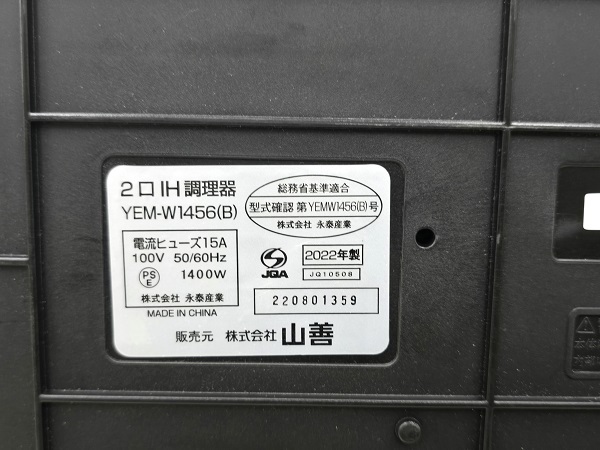 2口IH調理器
YEM-W1456(B)
電流ヒューズ15A
100V 50/60Hz
PS E 1400W
株式会社 永泰産業
MADE IN CHINA
総務省基準適合
型式確認 第YEMW1456(B)号
株式会社 永泰産業
JQA
2022年製
JQ10508
220801359
販売元 株式会社 山善